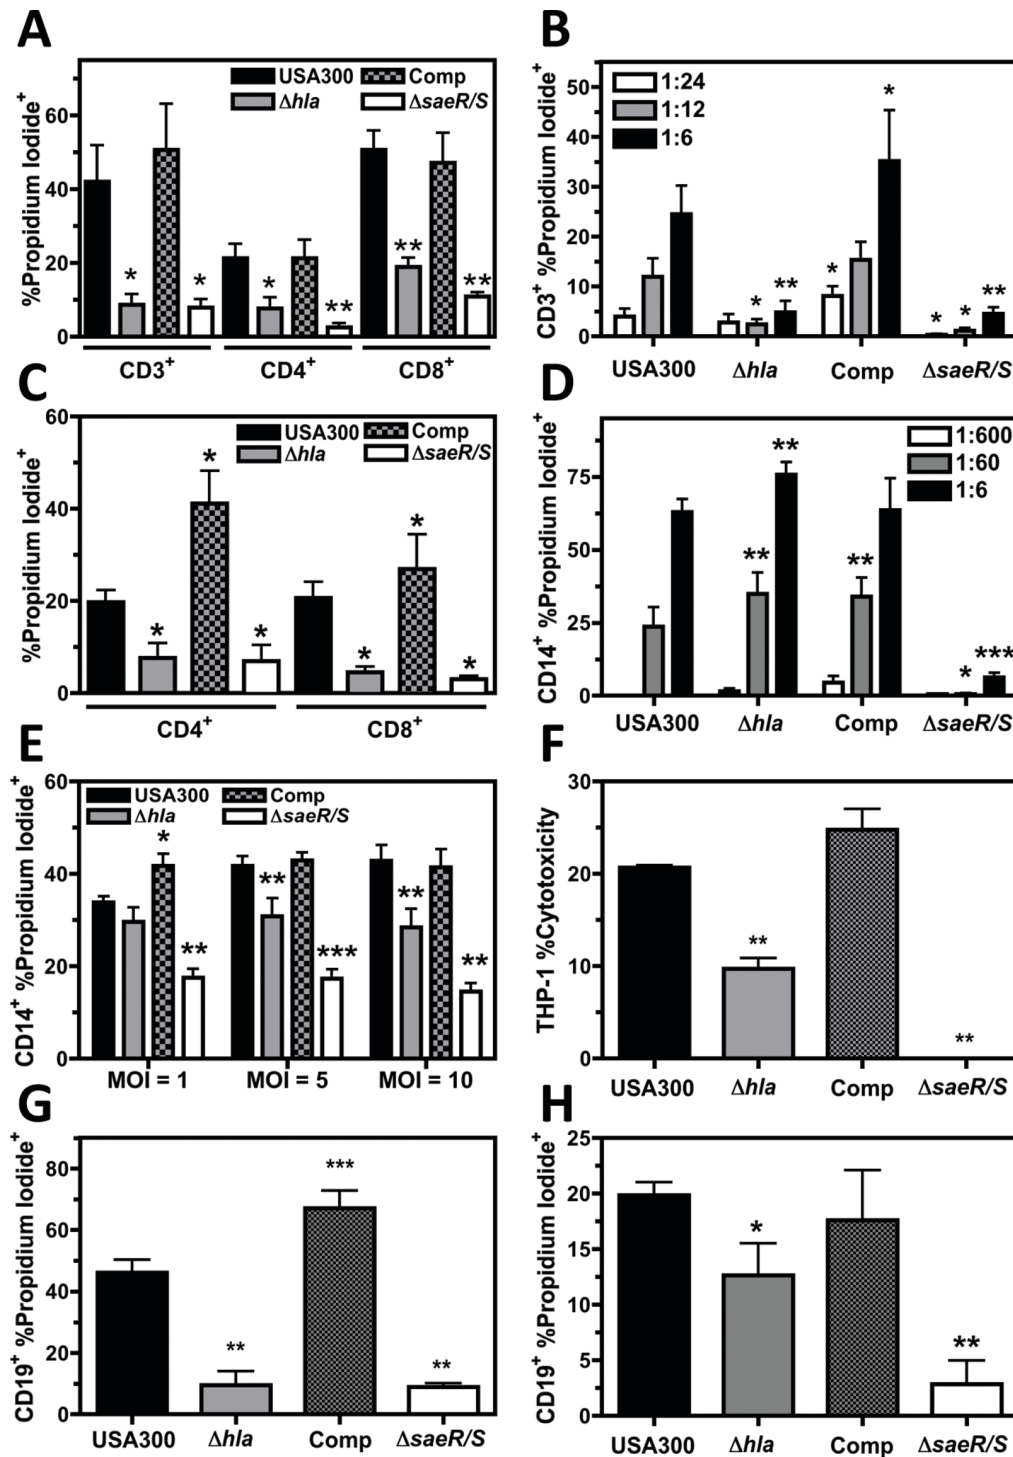 A
%Propidium Iodide+
60
40
20
0
USA300
Comp
Δhla
ΔsaeR/S
* * * ** ** **
CD3+ CD4+ CD8+
B
CD3+ %Propidium Iodide+
50
40
30
20
10
0
1:24
1:12
1:6
* ** * * * * **
USA300 Δhla Comp ΔsaeR/S
C
%Propidium Iodide+
60
40
20
0
USA300
Comp
Δhla
ΔsaeR/S
* * * * * *
CD4+ CD8+
D
CD14+ %Propidium Iodide+
75
50
25
0
1:600
1:60
1:6
** ** ** * ***
USA300 Δhla Comp ΔsaeR/S
E
CD14+ %Propidium Iodide+
60
40
20
0
USA300
Comp
Δhla
ΔsaeR/S
* ** ** *** ** **
MOI = 1 MOI = 5 MOI = 10
F
THP-1 %Cytotoxicity
30
20
10
0
** **
USA300 Δhla Comp ΔsaeR/S
G
CD19+ %Propidium Iodide+
80
60
40
20
0
** *** **
USA300 Δhla Comp ΔsaeR/S
H
CD19+ %Propidium Iodide+
25
20
15
10
5
0
* **
USA300 Δhla Comp ΔsaeR/S